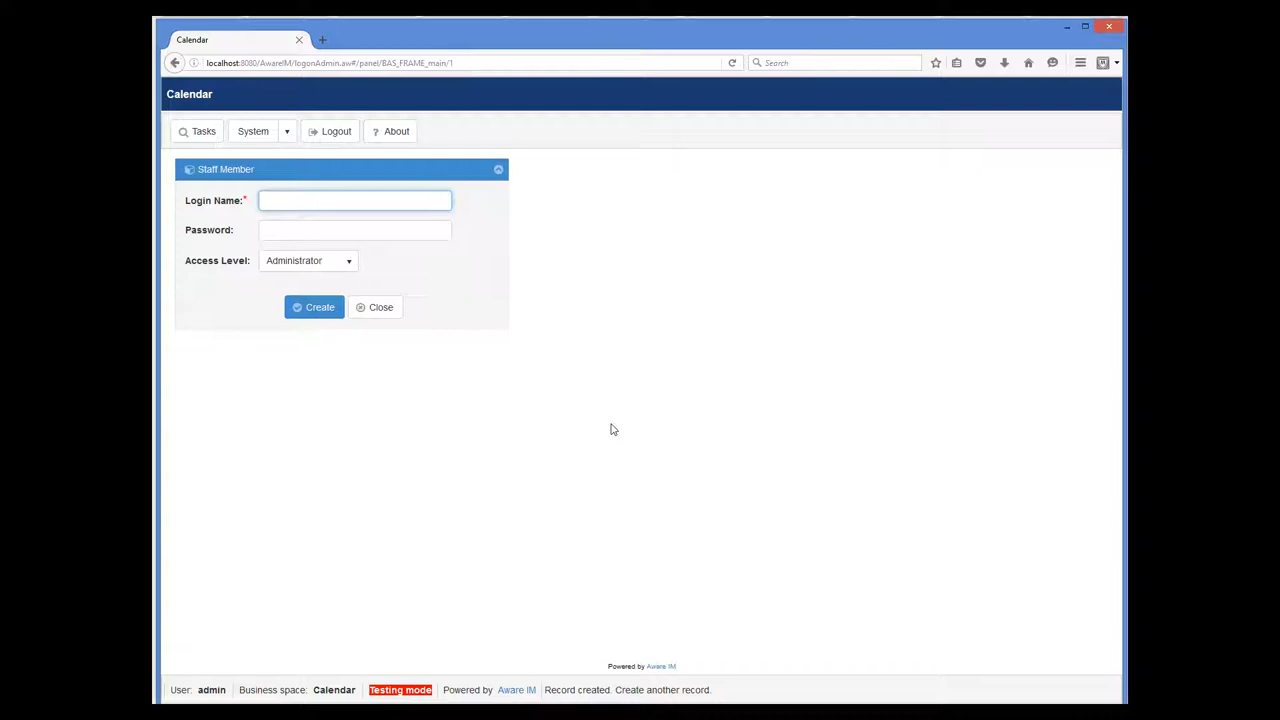 Calendar
localhost:8080/AwareIM/logonAdmin.aw#/panel/BAS_FRAME_main/1
Search
Calendar
Tasks
System
Logout
? About
Staff Member
Login Name:*
Password:
Access Level:
Administrator
Create
Close
Powered by Aware IM
User: admin
Business space: Calendar
Testing mode
Powered by Aware IM
Record created. Create another record.